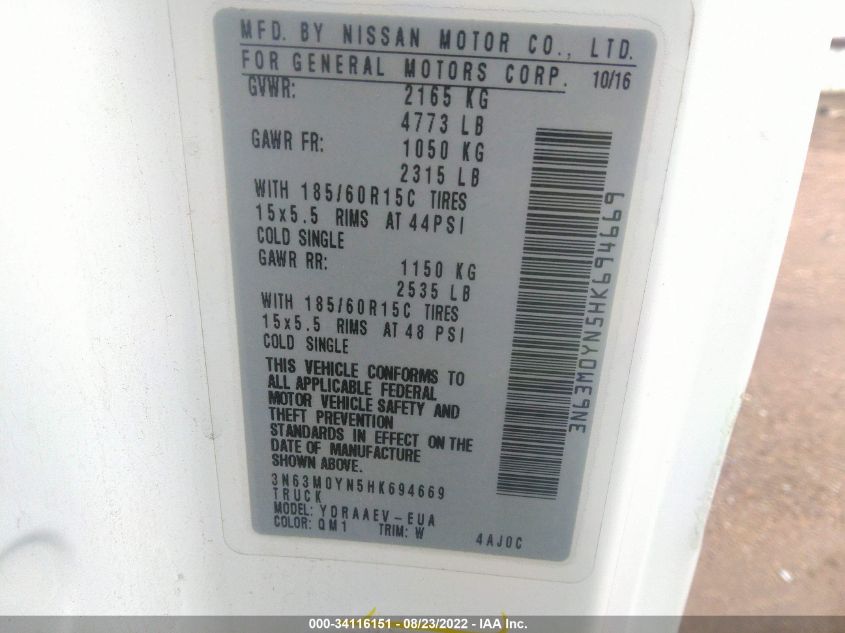 MFD. BY NISSAN MOTOR CO., LTD.
FOR GENERAL MOTORS CORP. 10/16
GVWR: 2165 KG
4773 LB
GAWR FR: 1050 KG
2315 LB
WITH 185/60R15C TIRES
15x5.5 RIMS AT 44PSI
COLD SINGLE
GAWR RR: 1150 KG
2535 LB
WITH 185/60R15C TIRES
15x5.5 RIMS AT 48 PSI
COLD SINGLE
THIS VEHICLE CONFORMS TO
ALL APPLICABLE FEDERAL
MOTOR VEHICLE SAFETY AND
THEFT PREVENTION
STANDARDS IN EFFECT ON THE
DATE OF MANUFACTURE
SHOWN ABOVE.
3N63M0YN5HK694669
TRUCK
MODEL: YDRAAEV-EUA
COLOR: QM1 TRIM: W 4AJ0C
3N63M0YN5HK694669
000-34116151 - 08/23/2022 - IAA Inc.